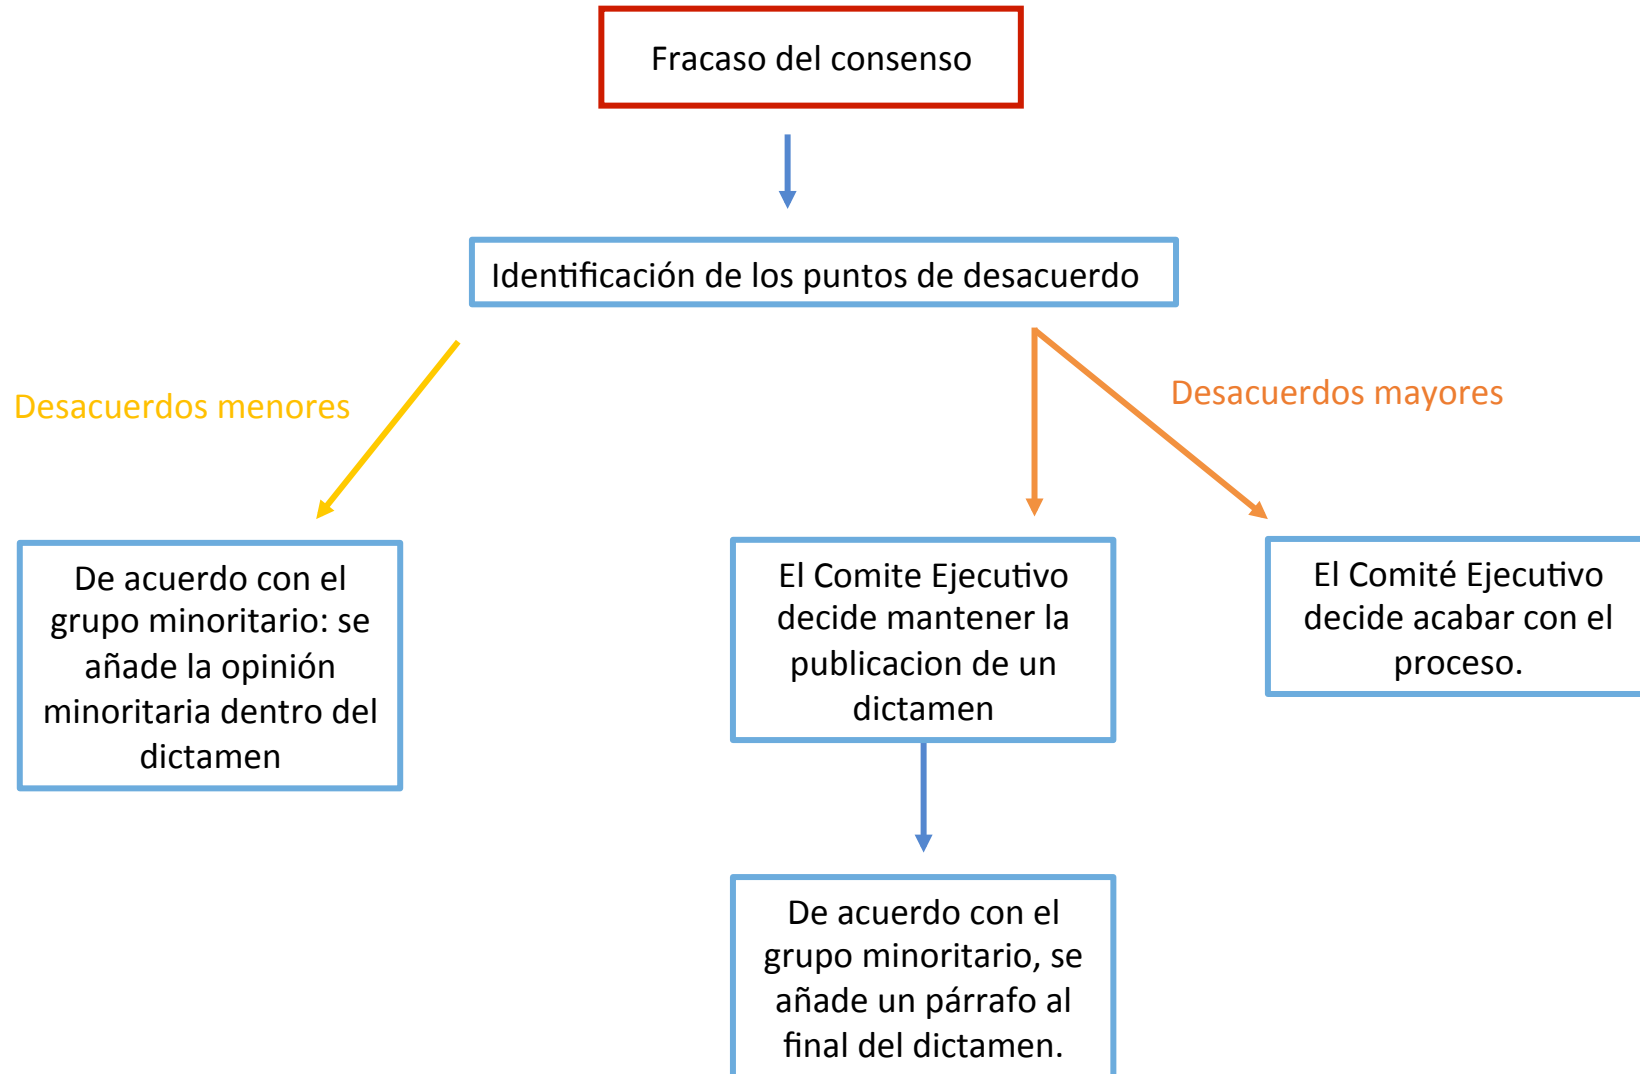 Fracaso del consenso
Identificación de los puntos de desacuerdo
Desacuerdos menores
Desacuerdos mayores
De acuerdo con el
grupo minoritario: se
añade la opinión
minoritaria dentro del
dictamen
El Comite Ejecutivo
decide mantener la
publicacion de un
dictamen
El Comité Ejecutivo
decide acabar con el
proceso.
De acuerdo con el
grupo minoritario, se
añade un párrafo al
final del dictamen.